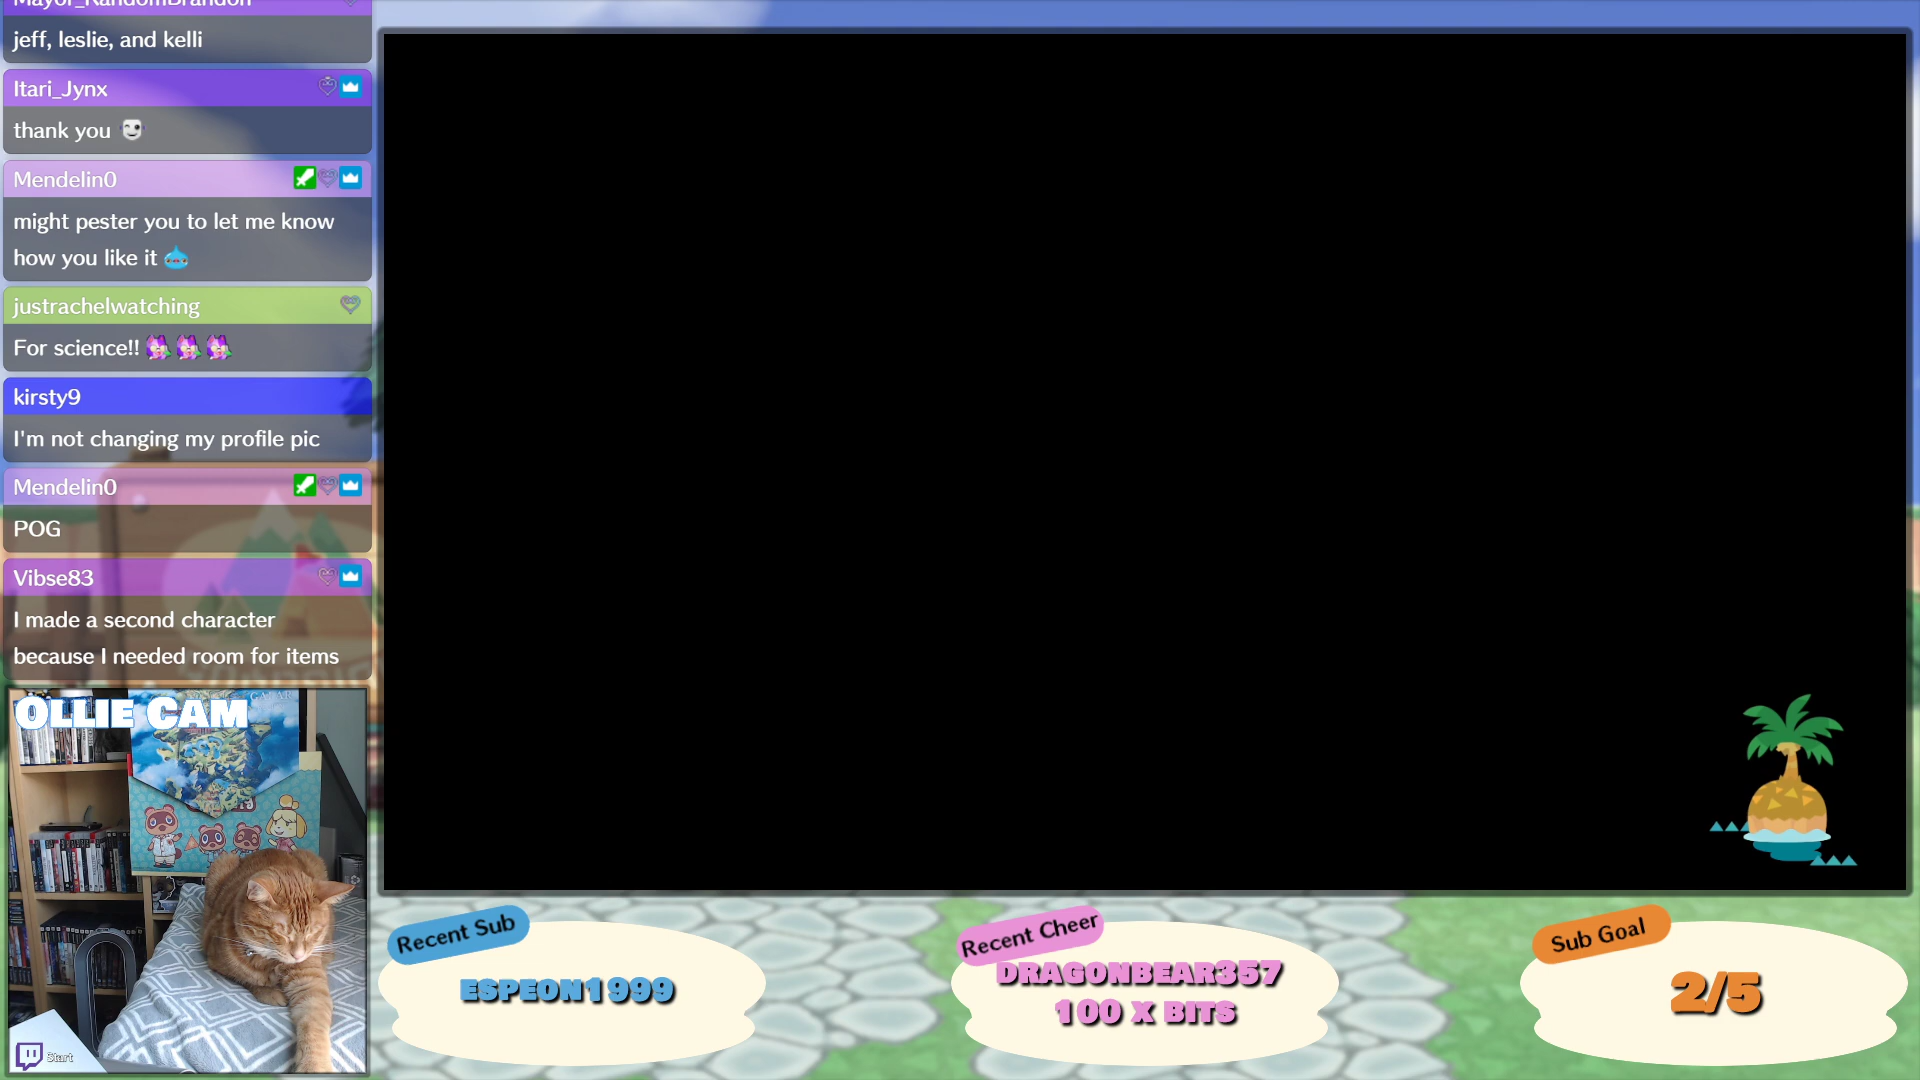 Mayor_RandomBrandon
jeff, leslie, and kelli
Itari_Jynx
thank you
Mendelin0
might pester you to let me know
how you like it
justrachelwatching
For science!!
kirsty9
I'm not changing my profile pic
Mendelin0
POG
Vibse83
I made a second character
because I needed room for items
Ollie Cam
Start
Recent Sub
espeon1999
Recent Cheer
dragonbear357
100 x bits
Sub Goal
2/5